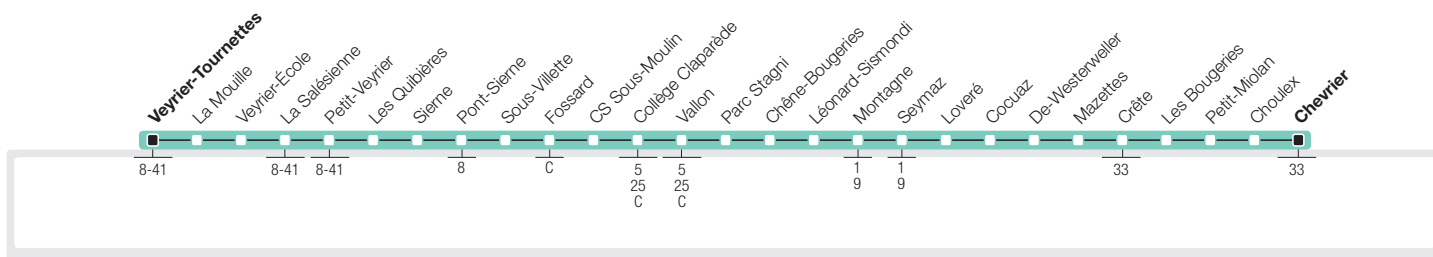 Veyrier-Tournettes
La Mouille
Veyrier-École
La Salésienne
Petit-Veyrier
Les Quibières
Sierne
Pont-Sierne
Sous-Villette
Fossard
CS Sous-Moulin
Collège Claparède
Vallon
Parc Stagni
Chêne-Bougeries
Léonard-Sismondi
Montagne
Seymaz
Loveré
Cocuaz
De-Westerweller
Mazettes
Crête
Les Bougeries
Petit-Miolan
Choulex
Chevrier
8-41
8-41
8-41
8
C
5
25
C
5
25
C
1
9
1
9
33
33